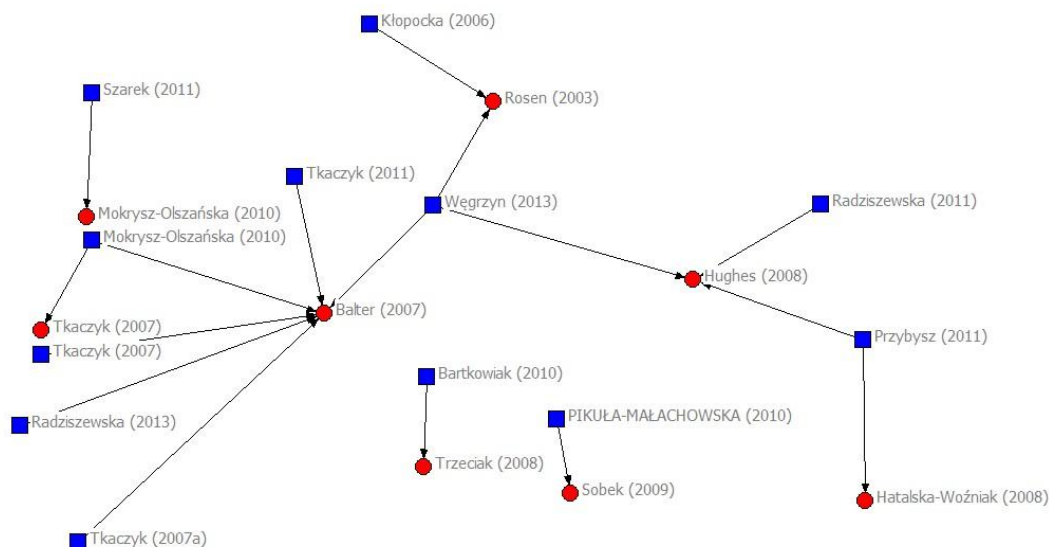 Kłopocka (2006)
Szarek (2011)
Rosen (2003)
Tkaczyk (2011)
Węgrzyn (2013)
Radziszewska (2011)
Mokrysz-Olszańska (2010)
Mokrysz-Olszańska (2010)
Hughes (2008)
Balter (2007)
Tkaczyk (2007)
Przybysz (2011)
Tkaczyk (2007)
Bartkowiak (2010)
PIKUŁA-MAŁACHOWSKA (2010)
Radziszewska (2013)
Trzeciak (2008)
Sobek (2009)
Hatalska-Woźniak (2008)
Tkaczyk (2007a)